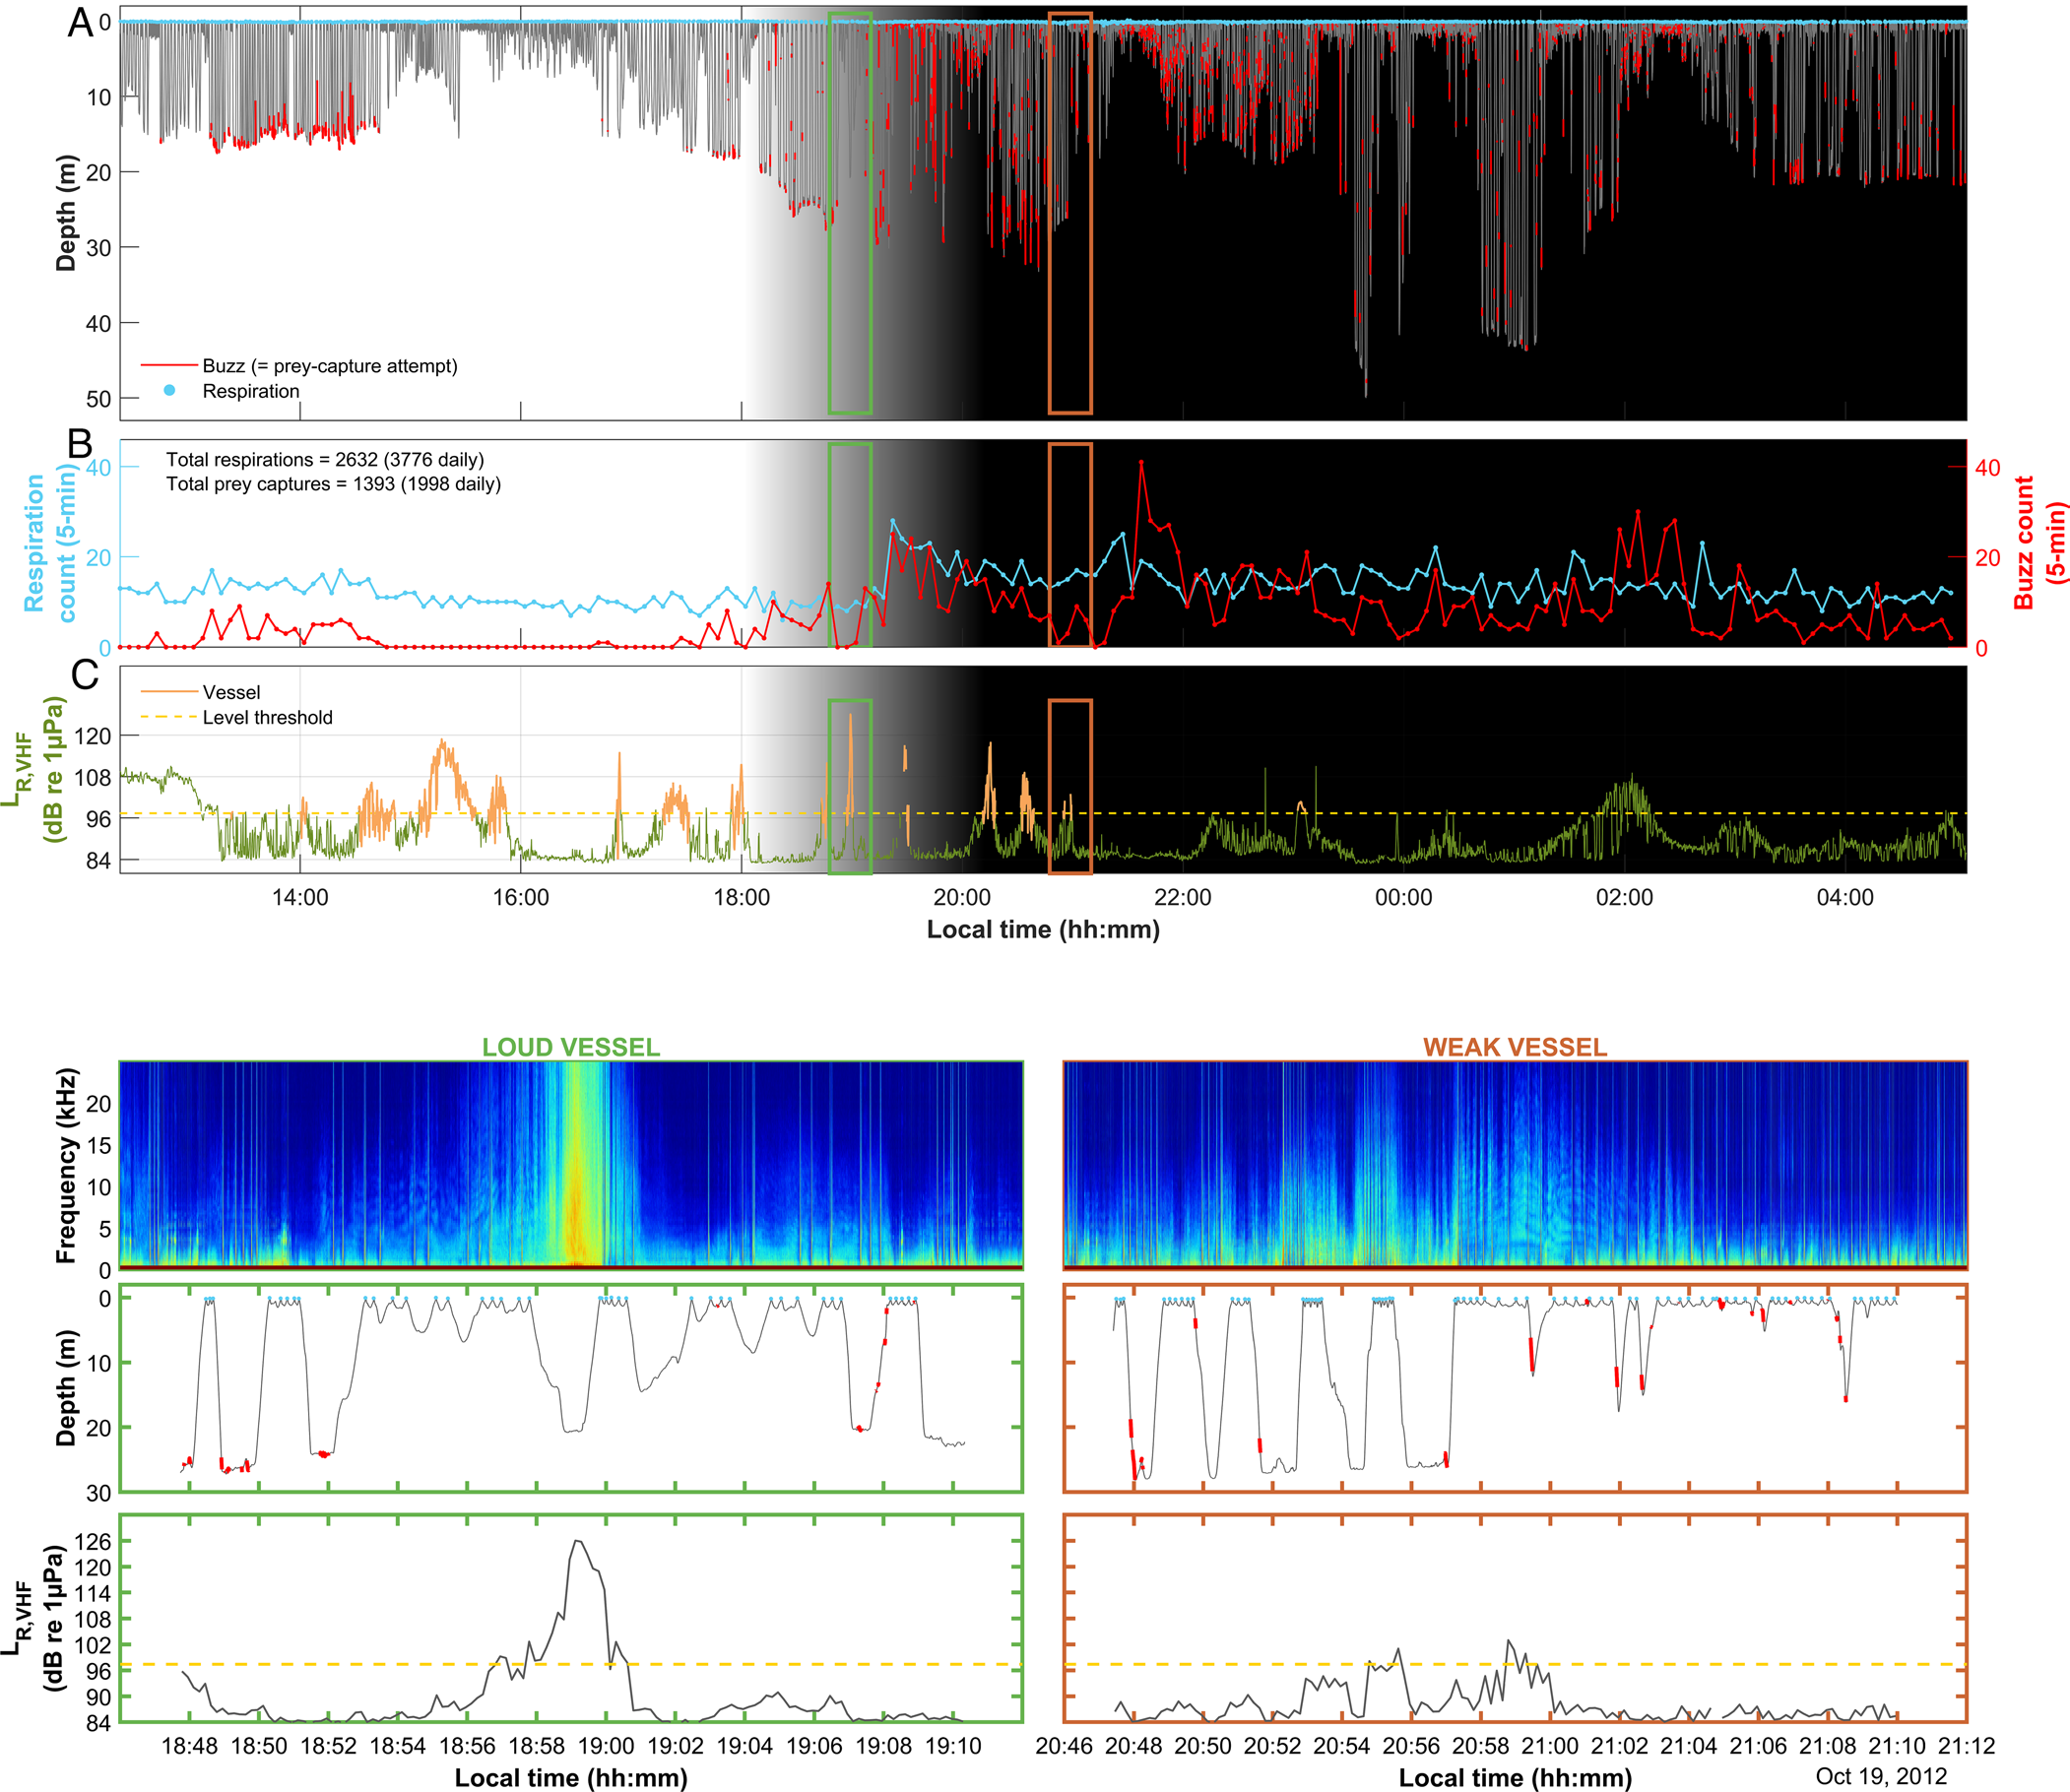 A
0
10
20
30
40
50
Depth (m)
Buzz (= prey-capture attempt)
Respiration
B
Total respirations = 2632 (3776 daily)
Total prey captures = 1393 (1998 daily)
40
20
0
Respiration
count (5-min)
40
20
0
Buzz count
(5-min)
C
Vessel
Level threshold
120
108
96
84
LR,VHF
(dB re 1µPa)
14:00 16:00 18:00 20:00 22:00 00:00 02:00 04:00
Local time (hh:mm)
LOUD VESSEL
WEAK VESSEL
Frequency (kHz)
20
15
10
5
0
Depth (m)
0
10
20
30
LR,VHF
(dB re 1µPa)
126
120
114
108
102
96
90
84
18:48 18:50 18:52 18:54 18:56 18:58 19:00 19:02 19:04 19:06 19:08 19:10
Local time (hh:mm)
20:46 20:48 20:50 20:52 20:54 20:56 20:58 21:00 21:02 21:04 21:06 21:08 21:10 21:12
Local time (hh:mm)
Oct 19, 2012